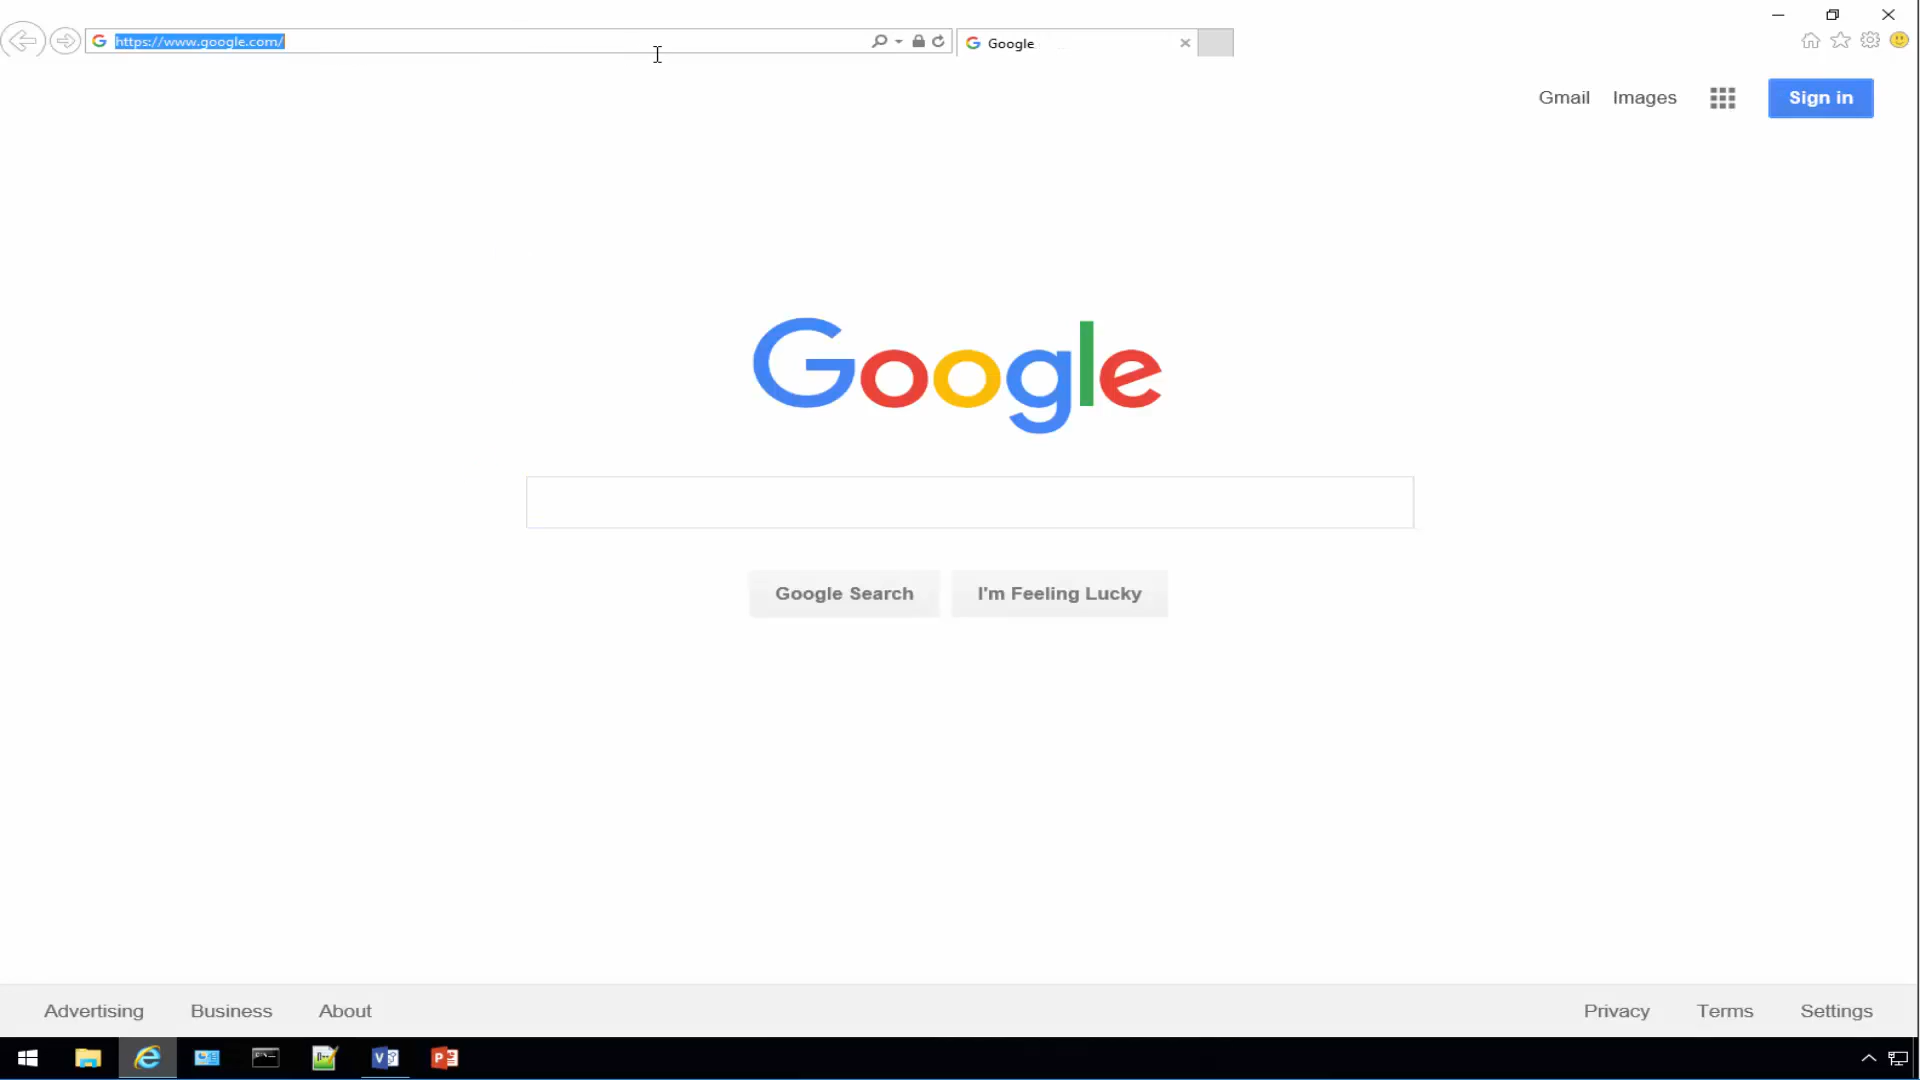 https://www.google.com/
Google
Gmail Images Sign in
Google
Google Search I'm Feeling Lucky
Advertising Business About Privacy Terms Settings